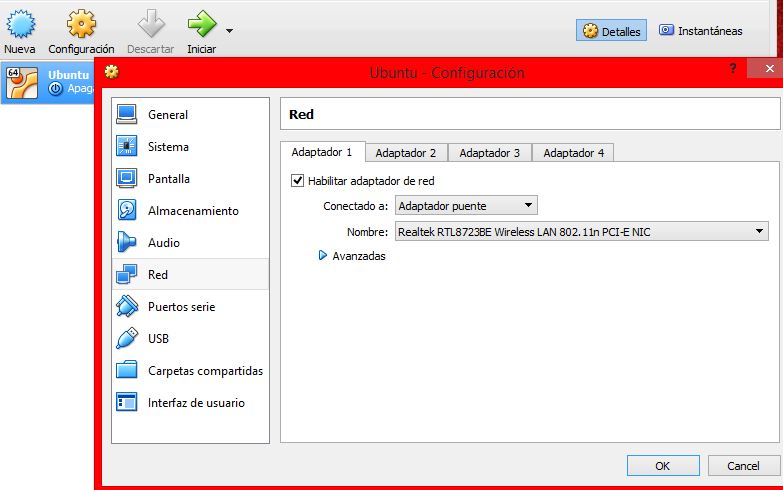 Nueva Configuración Descartar Iniciar Detalles Instantáneas
64 Ubuntu
Ubuntu - Configuración ? ×
General
Sistema
Pantalla
Almacenamiento
Audio
Red
Puertos serie
USB
Carpetas compartidas
Interfaz de usuario
Red
Adaptador 1 Adaptador 2 Adaptador 3 Adaptador 4
Habilitar adaptador de red
Conectado a: Adaptador puente
Nombre: Realtek RTL8723BE Wireless LAN 802.11n PCI-E NIC
Avanzadas
OK Cancel